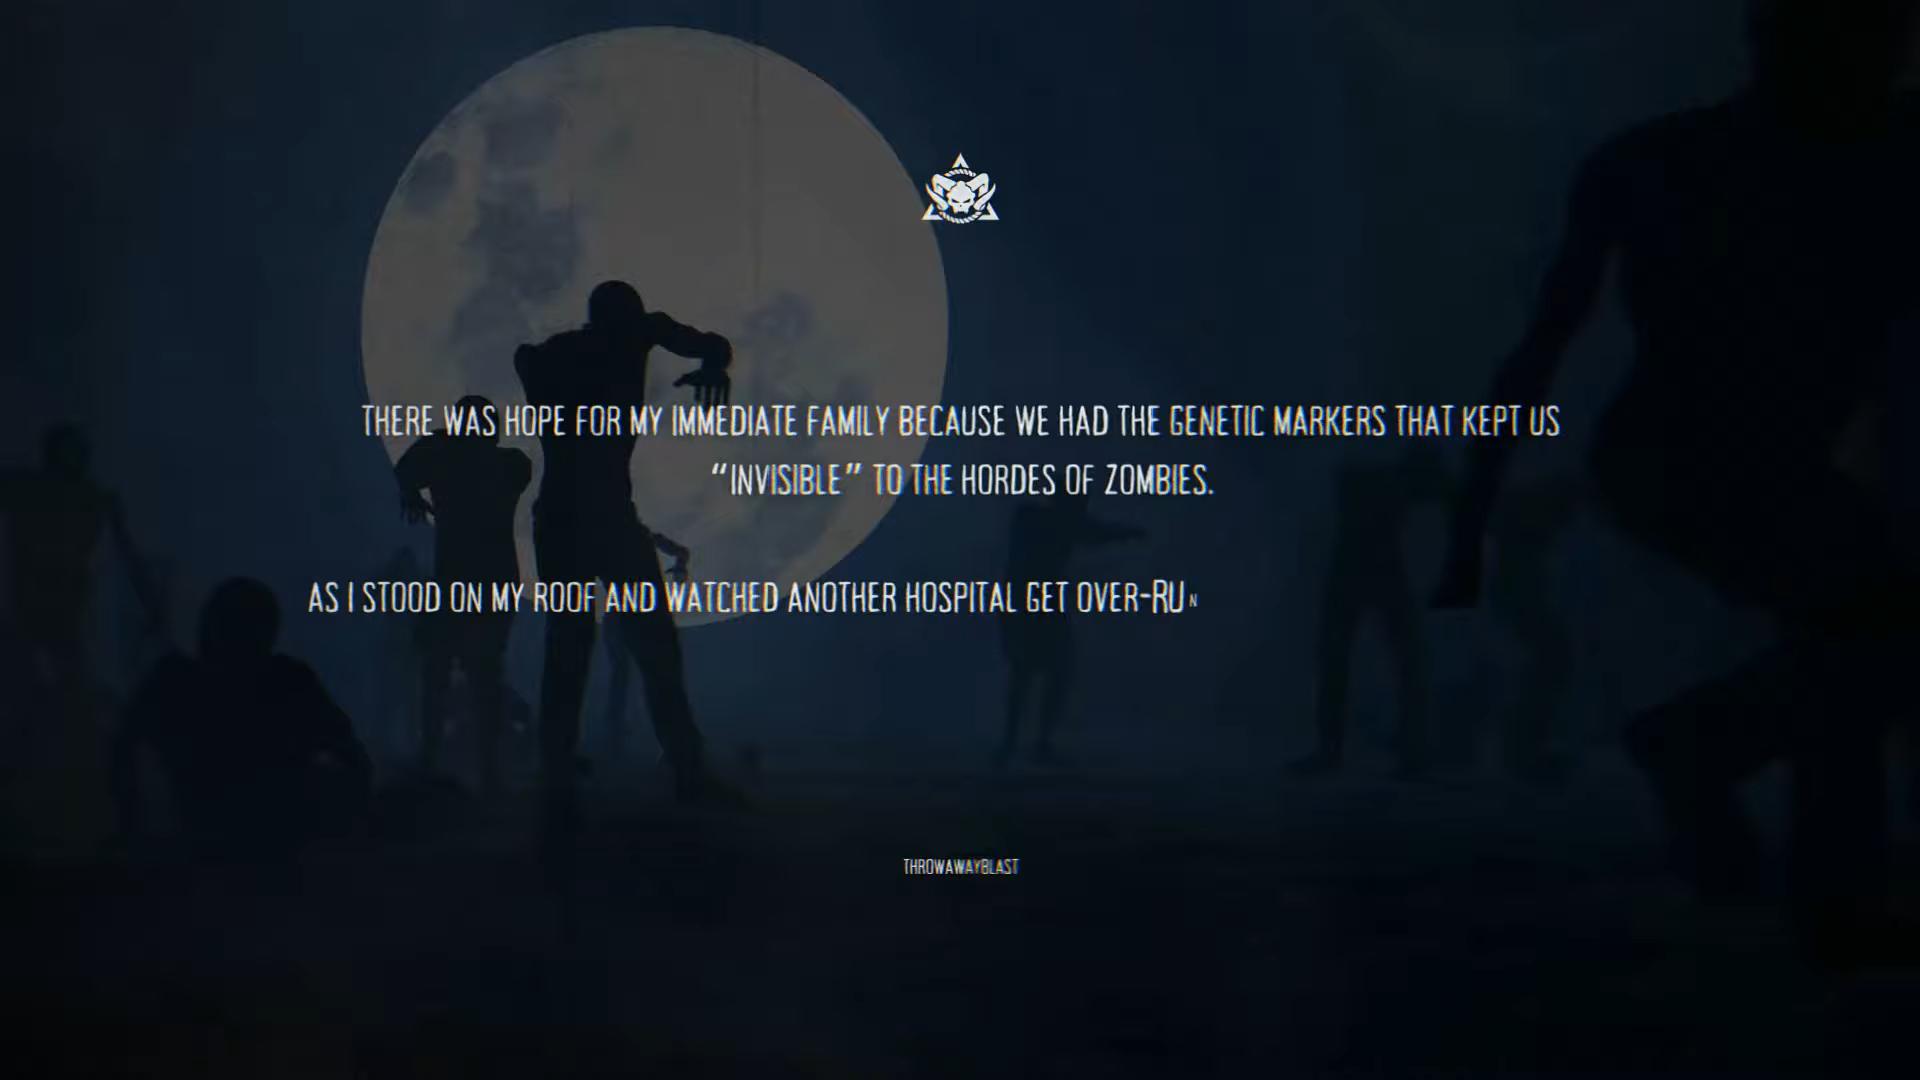 THERE WAS HOPE FOR MY IMMEDIATE FAMILY BECAUSE WE HAD THE GENETIC MARKERS THAT KEPT US
“INVISIBLE” TO THE HORDES OF ZOMBIES.
AS I STOOD ON MY ROOF AND WATCHED ANOTHER HOSPITAL GET OVER-RUN
THROWAWAYBLAST